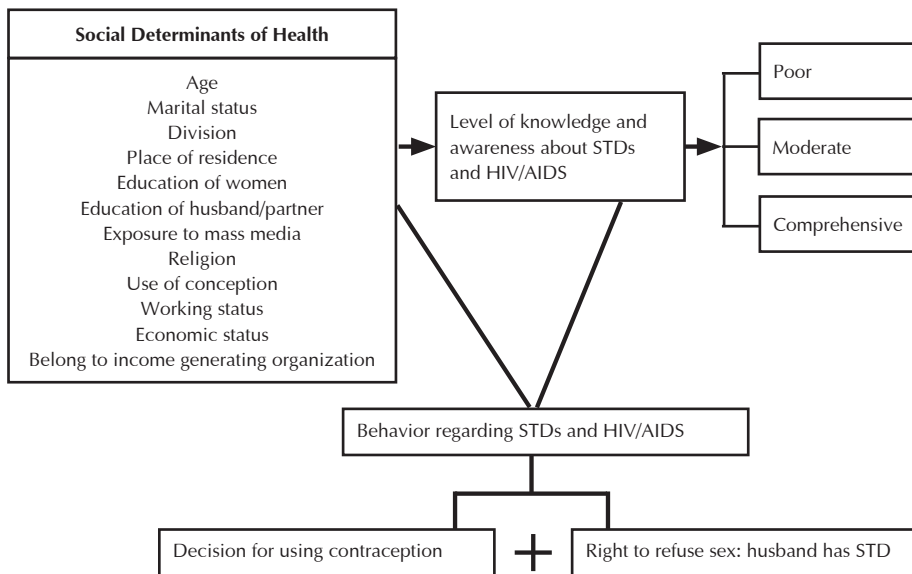 Social Determinants of Health
Age
Marital status
Division
Place of residence
Education of women
Education of husband/partner
Exposure to mass media
Religion
Use of conception
Working status
Economic status
Belong to income generating organization
Level of knowledge and
awareness about STDs
and HIV/AIDS
Poor
Moderate
Comprehensive
Behavior regarding STDs and HIV/AIDS
Decision for using contraception
+
Right to refuse sex: husband has STD